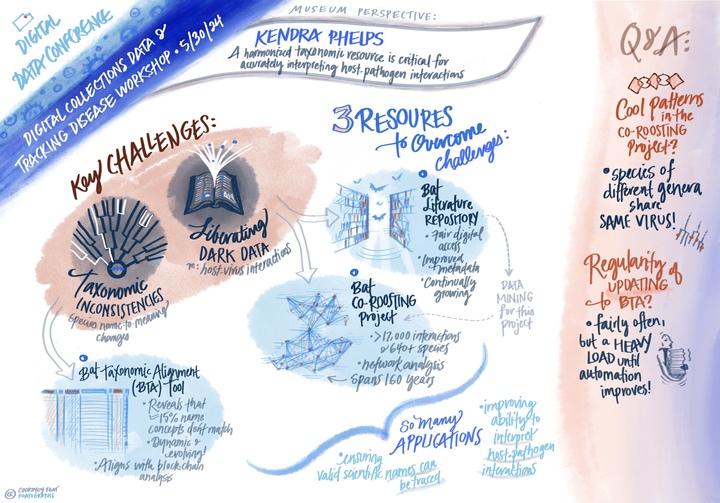 DIGITAL
DATA CONFERENCE
DIGITAL COLLECTIONS DATA &
TRACKING DISEASE WORKSHOP • 5/30/24
MUSEUM PERSPECTIVE:
KENDRA PHELPS
A harmonized taxonomic resource is critical for
accurately interpreting host-pathogen interactions
Key CHALLENGES:
Liberating
DARK DATA
re: host-virus interactions
Taxonomic
INCONSISTENCIES
Species name-to-meaning
changes
3 RESOURES
to Overcome
challenges:
Bat
Literature
REPOSITORY
• Fair digital
access
• Improved
metadata
• Continually
growing
DATA
MINING
for this
project
Bat
CO-ROOSTING
Project
• >17,000 interactions
& 640+ species
• network analysis
spans 160 years
Bat Taxonomic Alignment
(BTA) Tool
• Reveals that
≈15% name
concepts don't match
• Dynamic &
evolving!
• Aligns with blockchain
analysis
So Many
APPLICATIONS
• ensuring
valid scientific names can
be traced
• improving
ability to
interpret
host-pathogen
interactions
Q&A:
Cool patterns
in the
CO-ROOSTING
Project?
• species of
different genera
share
SAME VIRUS!
Regularity of
UPDATING
to BTA?
• fairly often,
but a HEAVY
LOAD until
automation
improves!